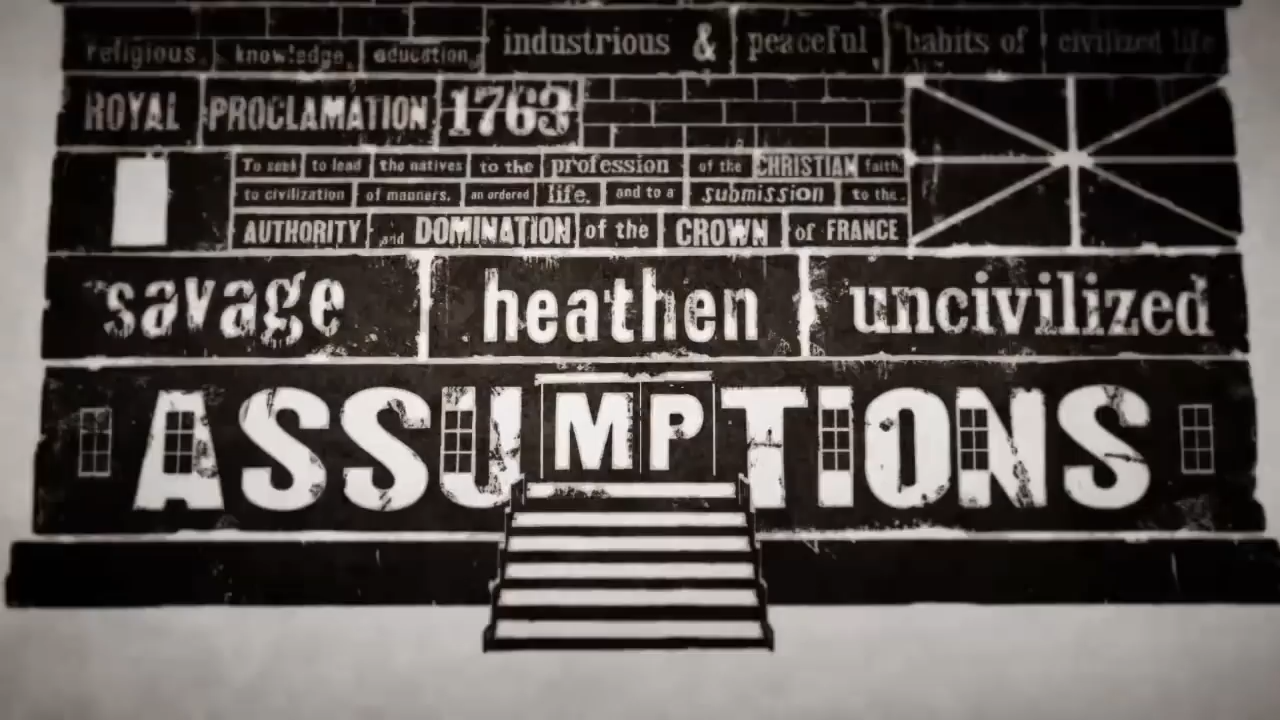 religious, knowledge, education, industrious & peaceful habits of civilized life
ROYAL PROCLAMATION 1763
To seek to lead the natives to the profession of the CHRISTIAN faith,
to civilization of manners, an ordered life, and to a submission to the
AUTHORITY and DOMINATION of the CROWN of FRANCE
savage heathen uncivilized
ASSUMPTIONS